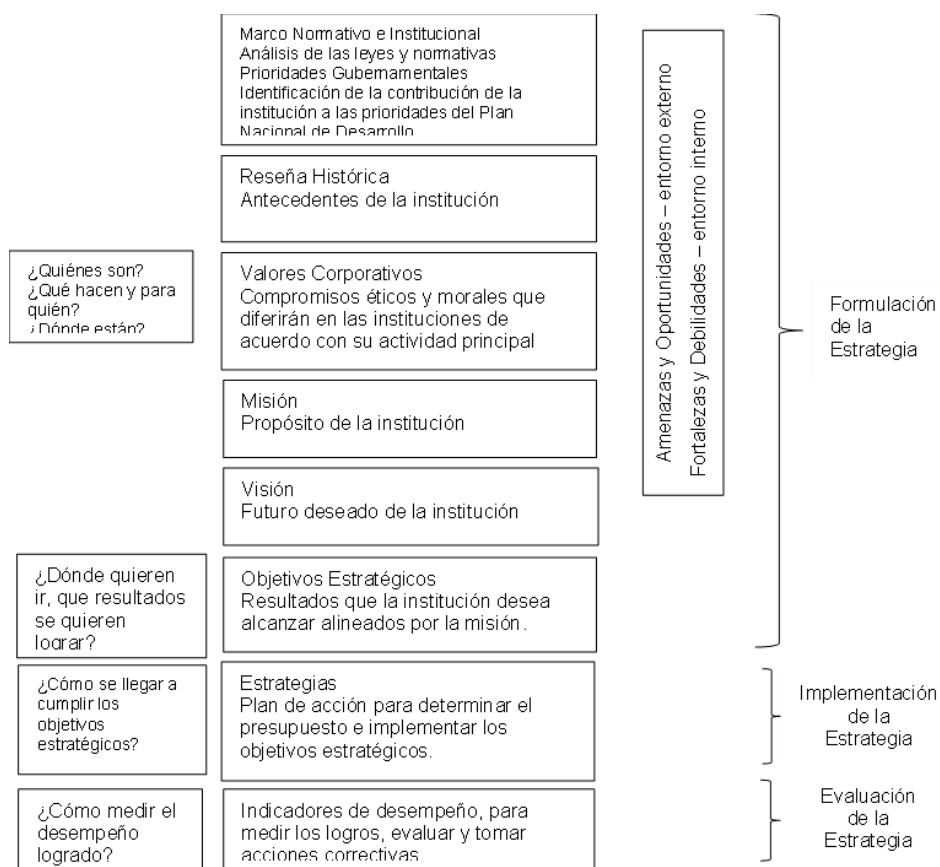 Marco Normativo e Institucional
Análisis de las leyes y normativas
Prioridades Gubernamentales
Identificación de la contribución de la
institución a las prioridades del Plan
Nacional de Desarrollo
Reseña Histórica
Antecedentes de la institución
¿Quiénes son?
¿Qué hacen y para
quién?
¿Dónde están?
Valores Corporativos
Compromisos éticos y morales que
diferirán en las instituciones de
acuerdo con su actividad principal
Misión
Propósito de la institución
Visión
Futuro deseado de la institución
¿Dónde quieren
ir, que resultados
se quieren
lograr?
Objetivos Estratégicos
Resultados que la institución desea
alcanzar alineados por la misión.
Amenazas y Oportunidades – entorno externo
Fortalezas y Debilidades – entorno interno
Formulación
de la
Estrategia
¿Cómo se llegar a
cumplir los
objetivos
estratégicos?
Estrategias
Plan de acción para determinar el
presupuesto e implementar los
objetivos estratégicos.
Implementación
de la
Estrategia
¿Cómo medir el
desempeño
logrado?
Indicadores de desempeño, para
medir los logros, evaluar y tomar
acciones correctivas
Evaluación
de la
Estrategia